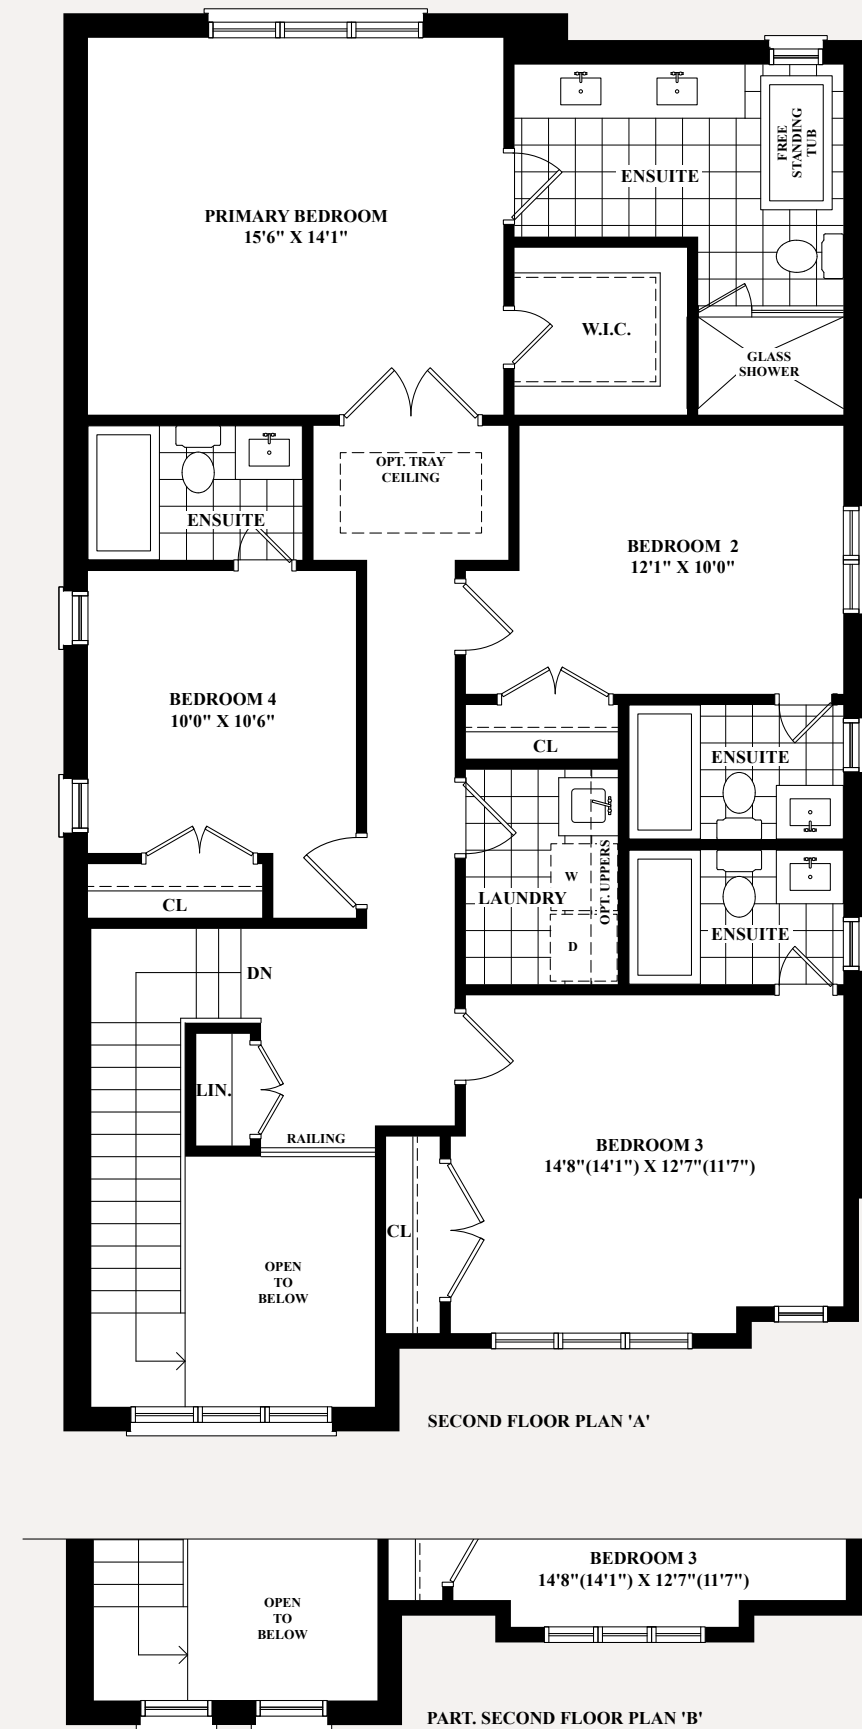 FREE
STANDING
TUB
ENSUITE
PRIMARY BEDROOM
15'6" X 14'1"
W.I.C.
GLASS
SHOWER
OPT. TRAY
CEILING
ENSUITE
BEDROOM 2
12'1" X 10'0"
BEDROOM 4
10'0" X 10'6"
CL
ENSUITE
OPT. UPPERS
W
LAUNDRY
CL
ENSUITE
D
DN
LIN.
RAILING
BEDROOM 3
14'8"(14'1") X 12'7"(11'7")
CL
OPEN
TO
BELOW
SECOND FLOOR PLAN 'A'
BEDROOM 3
14'8"(14'1") X 12'7"(11'7")
OPEN
TO
BELOW
PART. SECOND FLOOR PLAN 'B'